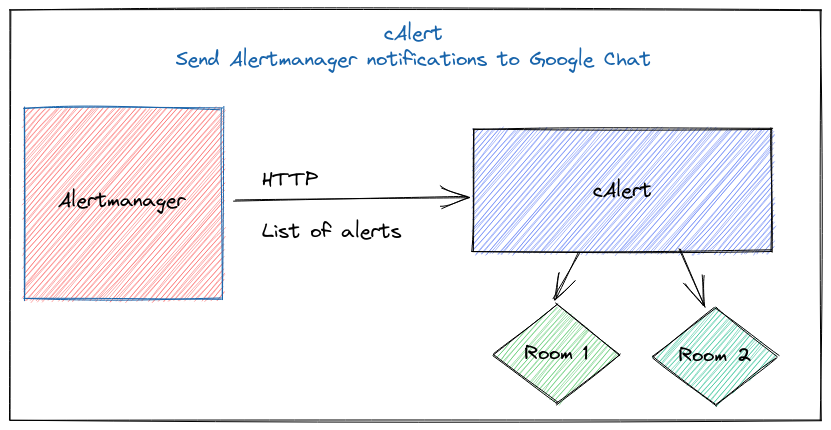 cAlert
Send Alertmanager notifications to Google Chat
HTTP
Alertmanager
cAlert
List of alerts
Room 1
Room 2